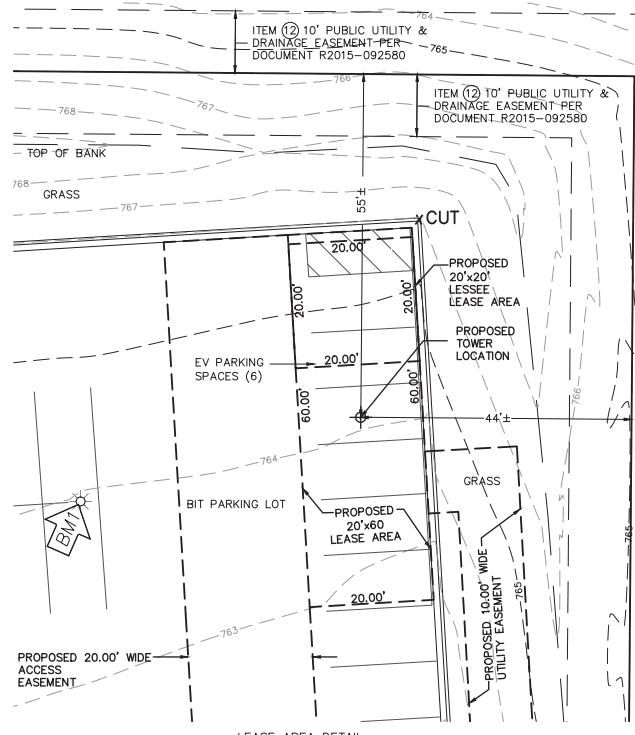 764
ITEM 12 10' PUBLIC UTILITY &
DRAINAGE EASEMENT PER
DOCUMENT R2015-092580
765
766
ITEM 12 10' PUBLIC UTILITY &
DRAINAGE EASEMENT PER
DOCUMENT R2015-092580
767
768
TOP OF BANK
768
GRASS
767
55'±
CUT
20.00'
PROPOSED
20'x20'
LESSEE
LEASE AREA
20.00'
20.00'
PROPOSED
TOWER
LOCATION
EV PARKING
SPACES (6)
20.00'
60.00'
60.00'
766
44'±
764
GRASS
BIT PARKING LOT
PROPOSED
20'x60
LEASE AREA
BM1
765
765
PROPOSED 10.00' WIDE
UTILITY EASEMENT
20.00'
763
PROPOSED 20.00' WIDE
ACCESS
EASEMENT